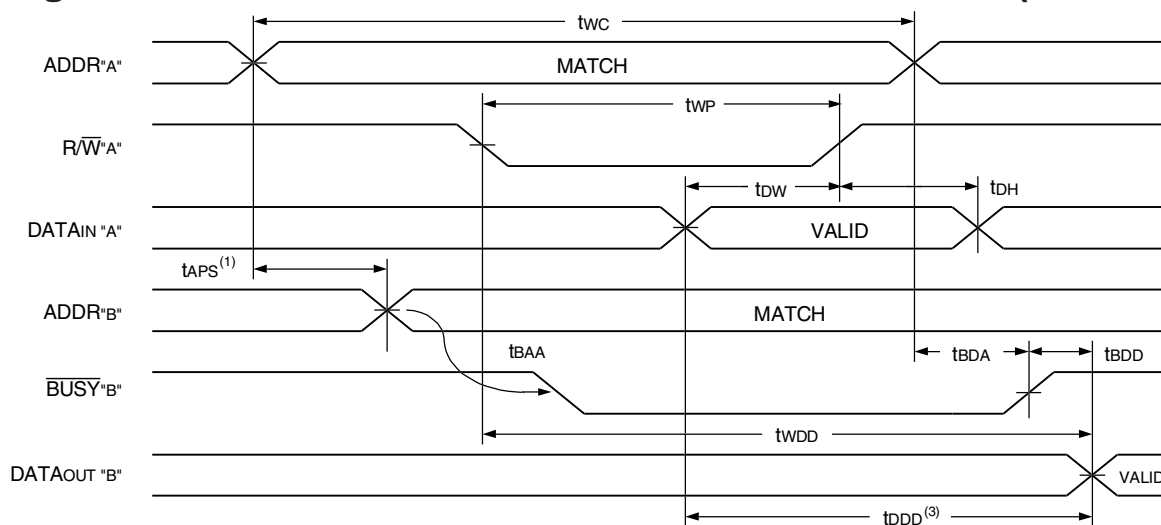 tWC
ADDR"A"
MATCH
tWP
R/W̅"A"
tDW
tDH
DATAIN "A"
VALID
tAPS(1)
ADDR"B"
MATCH
tBAA
tBDA
tBDD
B̅U̅S̅Y̅"B"
tWDD
DATAOUT "B"
VALID
tDDD(3)